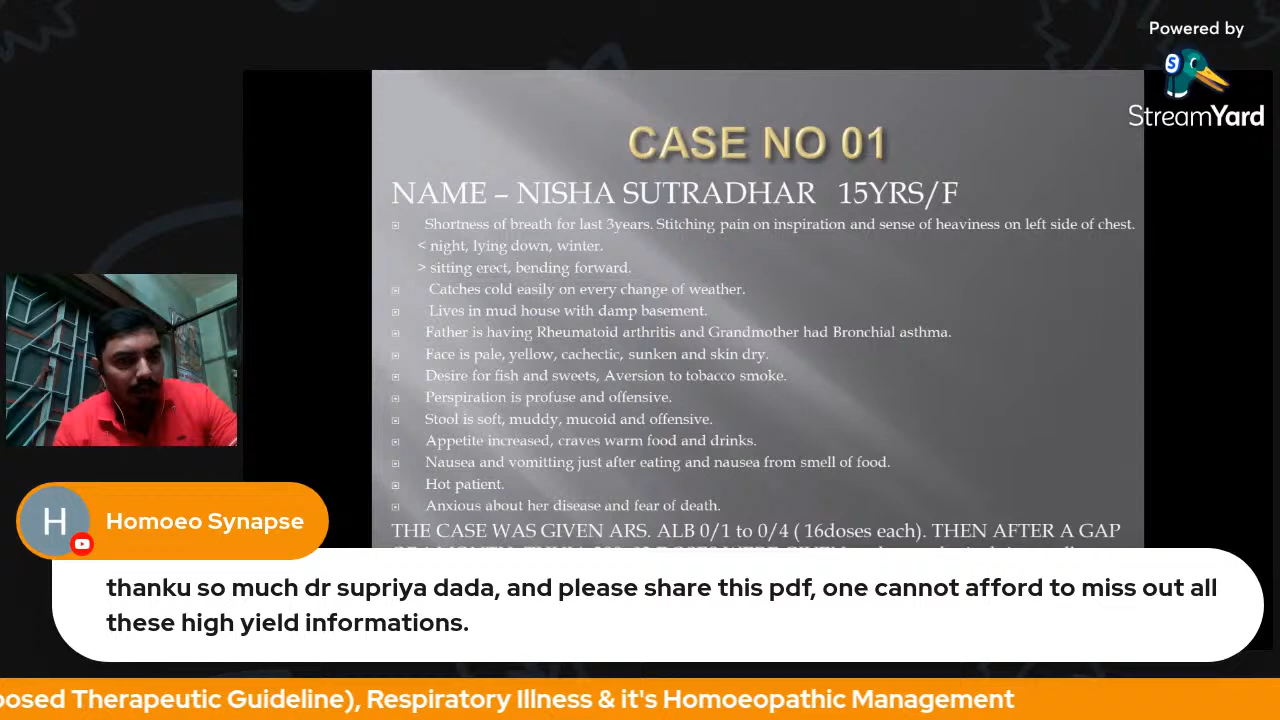 Powered by
StreamYard
CASE NO 01
NAME – NISHA SUTRADHAR 15YRS/F
Shortness of breath for last 3years. Stitching pain on inspiration and sense of heaviness on left side of chest.
< night, lying down, winter.
> sitting erect, bending forward.
Catches cold easily on every change of weather.
Lives in mud house with damp basement.
Father is having Rheumatoid arthritis and Grandmother had Bronchial asthma.
Face is pale, yellow, cachectic, sunken and skin dry.
Desire for fish and sweets, Aversion to tobacco smoke.
Perspiration is profuse and offensive.
Stool is soft, muddy, mucoid and offensive.
Appetite increased, craves warm food and drinks.
Nausea and vomitting just after eating and nausea from smell of food.
Hot patient.
Anxious about her disease and fear of death.
THE CASE WAS GIVEN ARS. ALB 0/1 to 0/4 ( 16doses each). THEN AFTER A GAP
H
Homoeo Synapse
thanku so much dr supriya dada, and please share this pdf, one cannot afford to miss out all
these high yield informations.
posed Therapeutic Guideline), Respiratory Illness & it's Homoeopathic Management